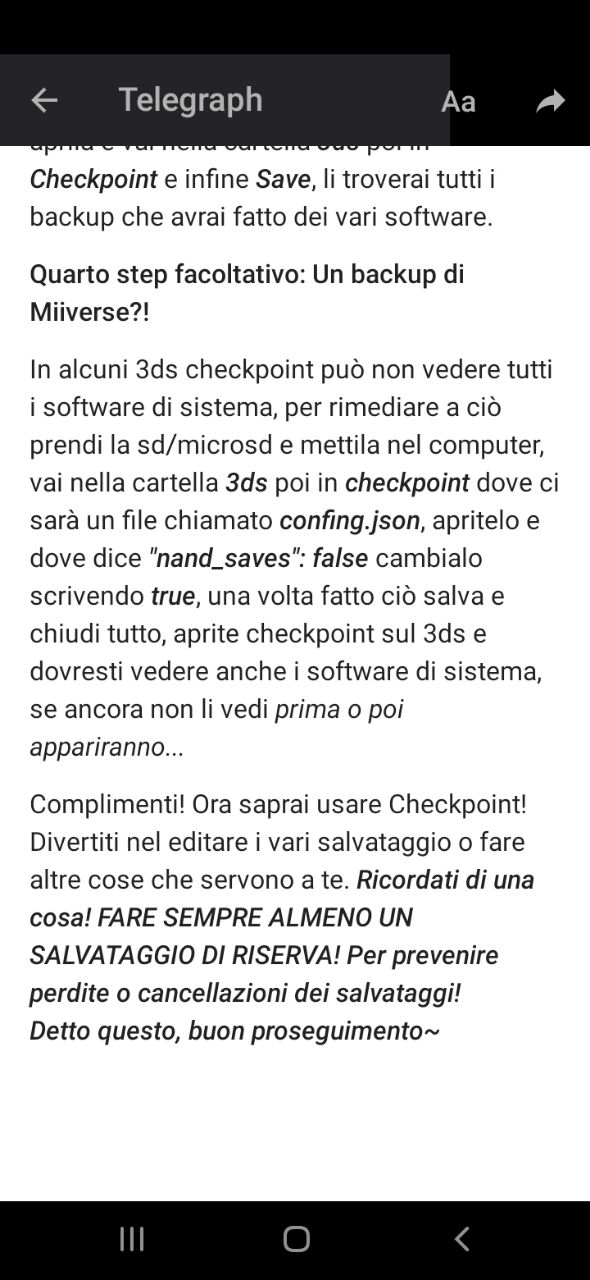 Telegraph
Aa
Checkpoint e infine Save, li troverai tutti i
backup che avrai fatto dei vari software.
Quarto step facoltativo: Un backup di
Miiverse?!
In alcuni 3ds checkpoint può non vedere tutti
i software di sistema, per rimediare a ciò
prendi la sd/microsd e mettila nel computer,
vai nella cartella 3ds poi in checkpoint dove ci
sarà un file chiamato confing.json, apritelo e
dove dice "nand_saves": false cambialo
scrivendo true, una volta fatto ciò salva e
chiudi tutto, aprite checkpoint sul 3ds e
dovresti vedere anche i software di sistema,
se ancora non li vedi prima o poi
appariranno...
Complimenti! Ora saprai usare Checkpoint!
Divertiti nel editare i vari salvataggio o fare
altre cose che servono a te. Ricordati di una
cosa! FARE SEMPRE ALMENO UN
SALVATAGGIO DI RISERVA! Per prevenire
perdite o cancellazioni dei salvataggi!
Detto questo, buon proseguimento~